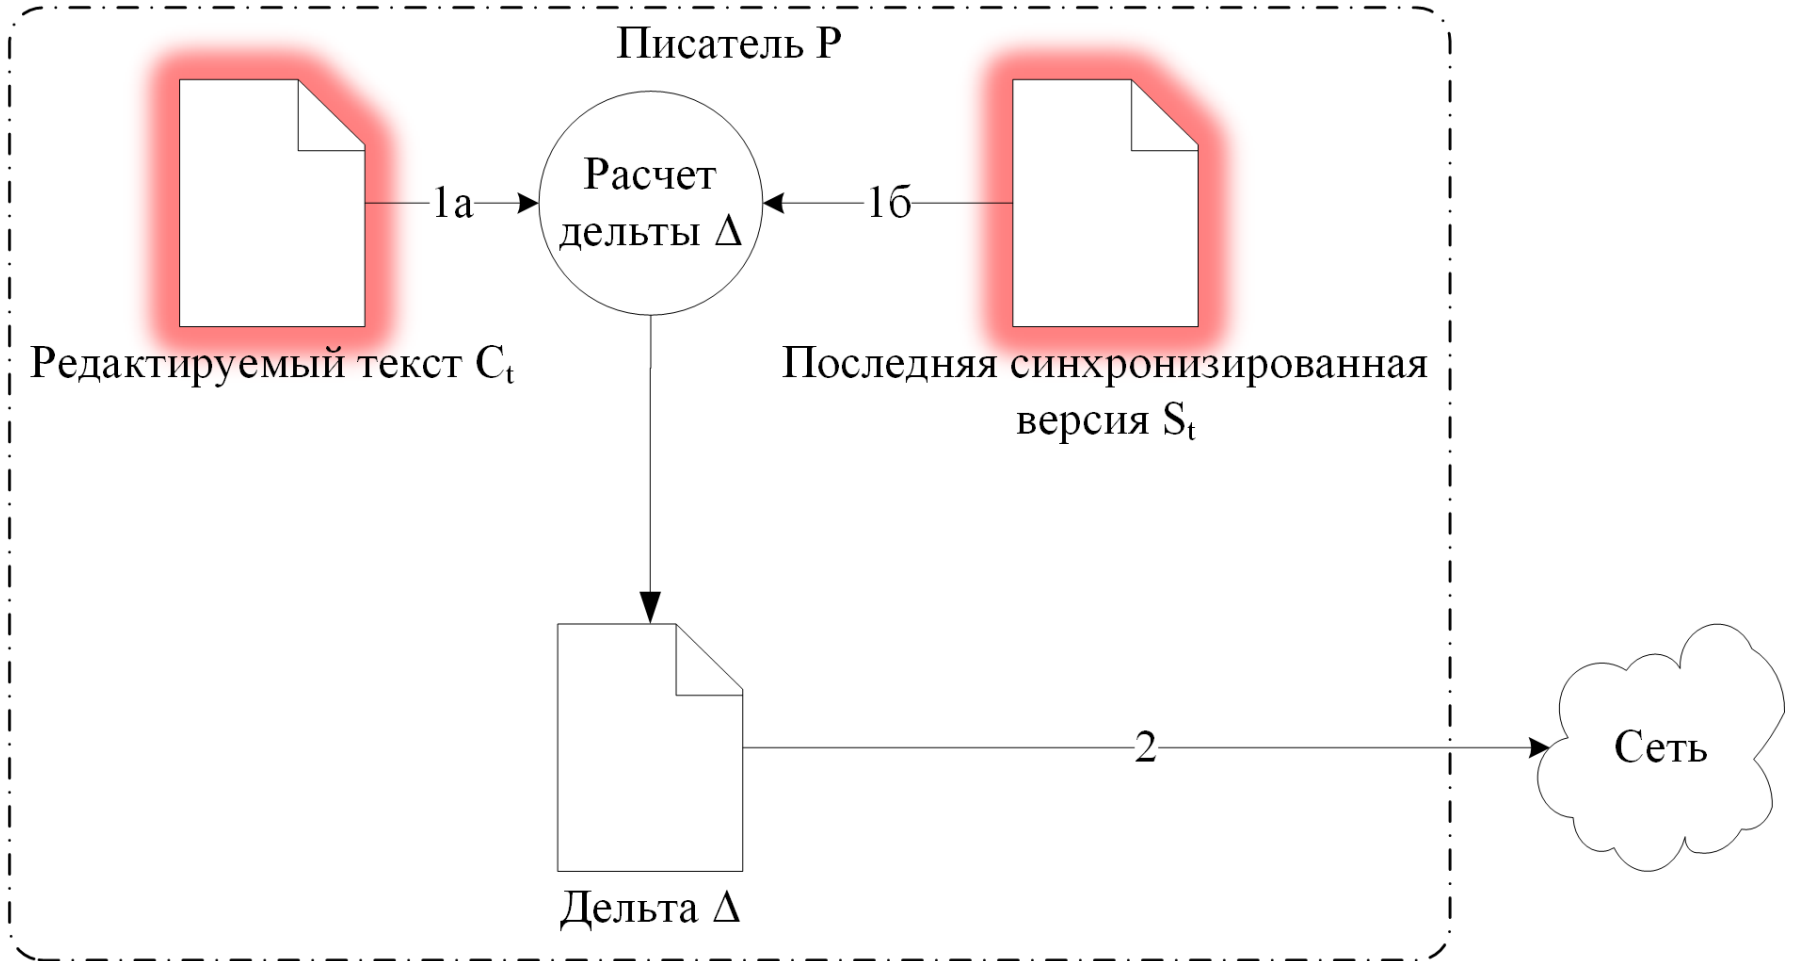 Писатель P
Расчет
дельты Δ
1а
1б
Редактируемый текст Ct
Последняя синхронизированная
версия St
2
Сеть
Дельта Δ